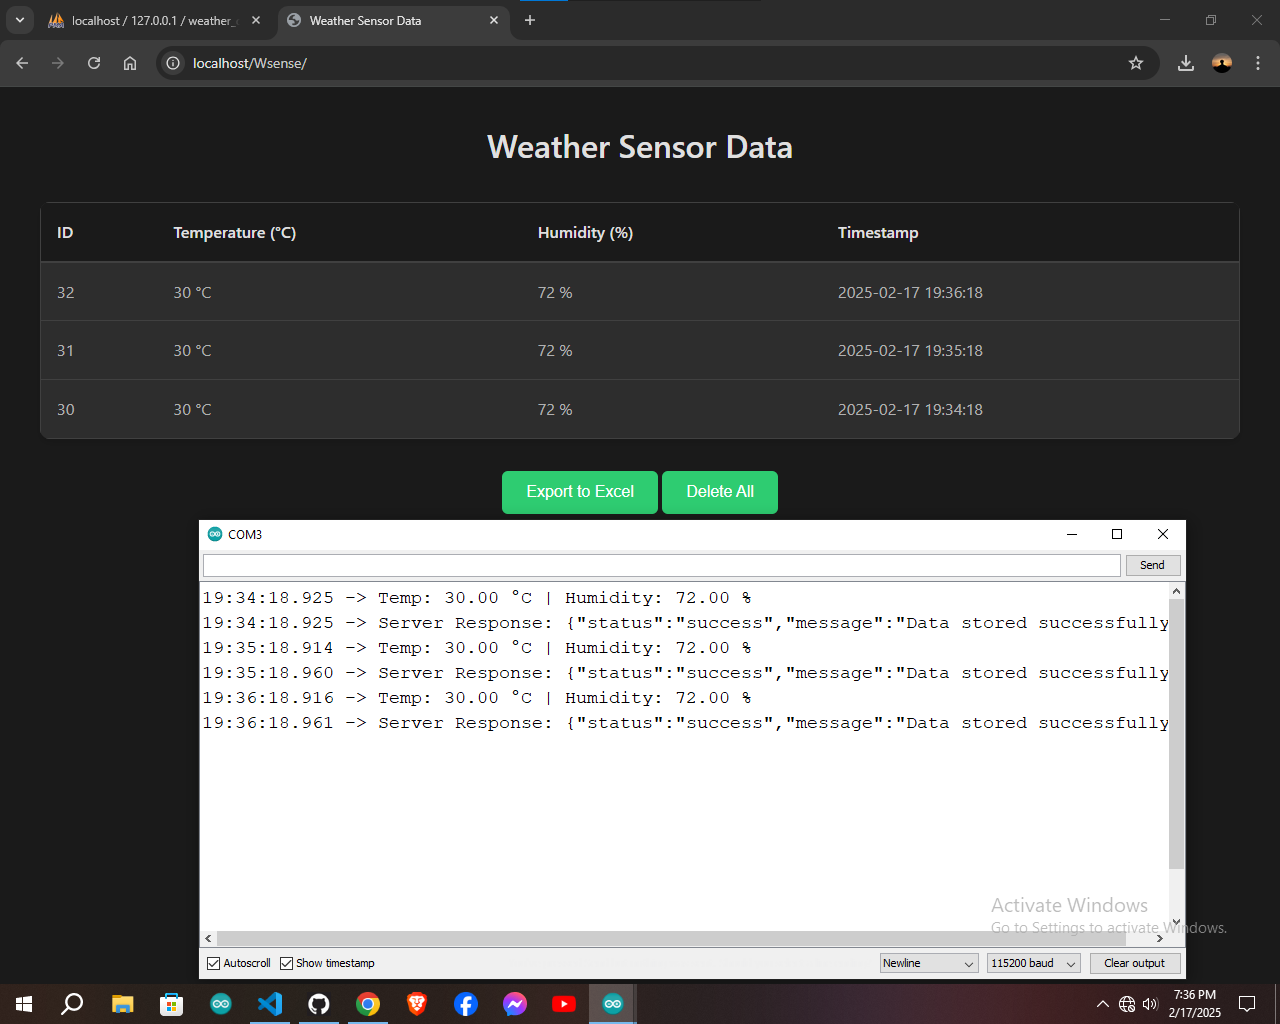 localhost / 127.0.0.1 / weather_
Weather Sensor Data
localhost/Wsense/
Weather Sensor Data
ID Temperature (°C) Humidity (%) Timestamp
32 30 °C 72 % 2025-02-17 19:36:18
31 30 °C 72 % 2025-02-17 19:35:18
30 30 °C 72 % 2025-02-17 19:34:18
Export to Excel Delete All
COM3
Send
19:34:18.925 -> Temp: 30.00 °C | Humidity: 72.00 %
19:34:18.925 -> Server Response: {"status":"success","message":"Data stored successfully
19:35:18.914 -> Temp: 30.00 °C | Humidity: 72.00 %
19:35:18.960 -> Server Response: {"status":"success","message":"Data stored successfully
19:36:18.916 -> Temp: 30.00 °C | Humidity: 72.00 %
19:36:18.961 -> Server Response: {"status":"success","message":"Data stored successfully
Activate Windows
Go to Settings to activate Windows.
Autoscroll Show timestamp Newline 115200 baud Clear output
7:36 PM
2/17/2025